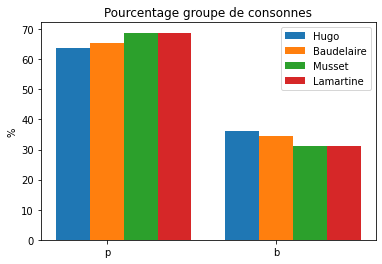 Pourcentage groupe de consonnes
Hugo
Baudelaire
Musset
Lamartine
%
70
60
50
40
30
20
10
0
p
b